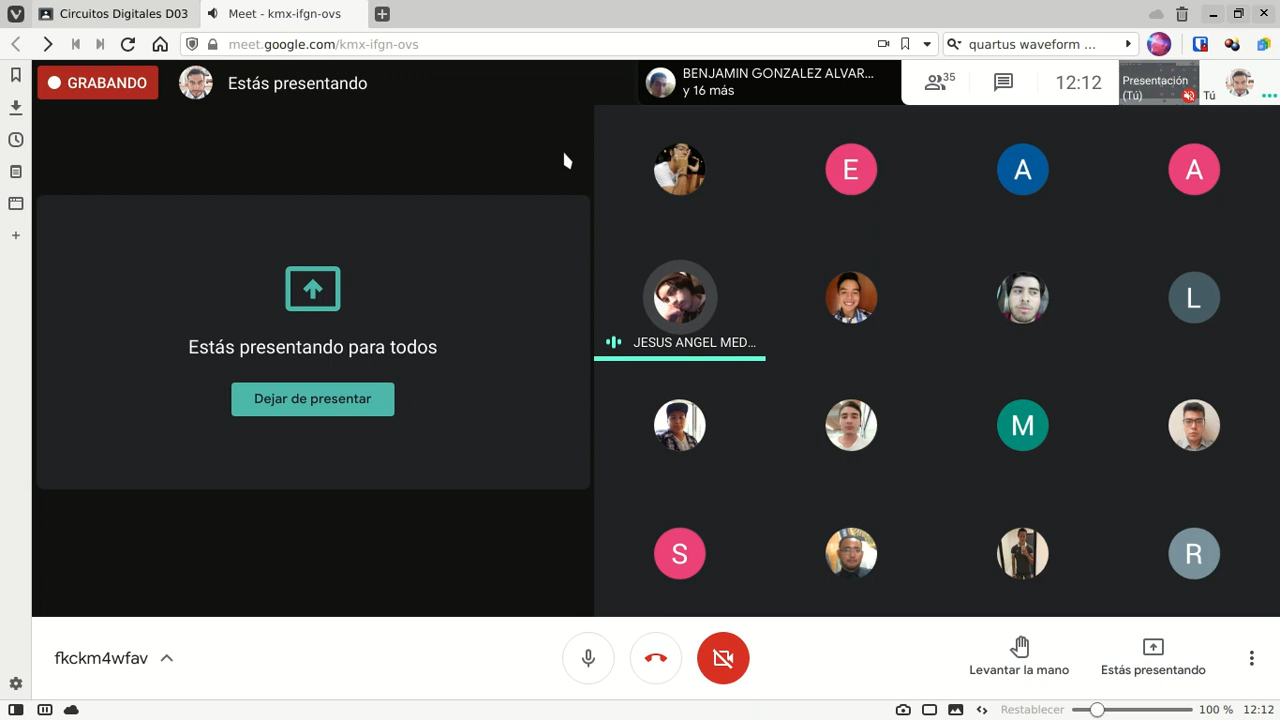 Circuitos Digitales D03
Meet - kmx-ifgn-ovs
meet.google.com/kmx-ifgn-ovs
quartus waveform ...
GRABANDO
Estás presentando
BENJAMIN GONZALEZ ALVAR...
y 16 más
35
12:12
Presentación
(Tú)
Tú
E
A
A
Estás presentando para todos
Dejar de presentar
JESUS ANGEL MED...
L
M
S
R
fkckm4wfav
Levantar la mano
Estás presentando
Restablecer
100 %
12:12